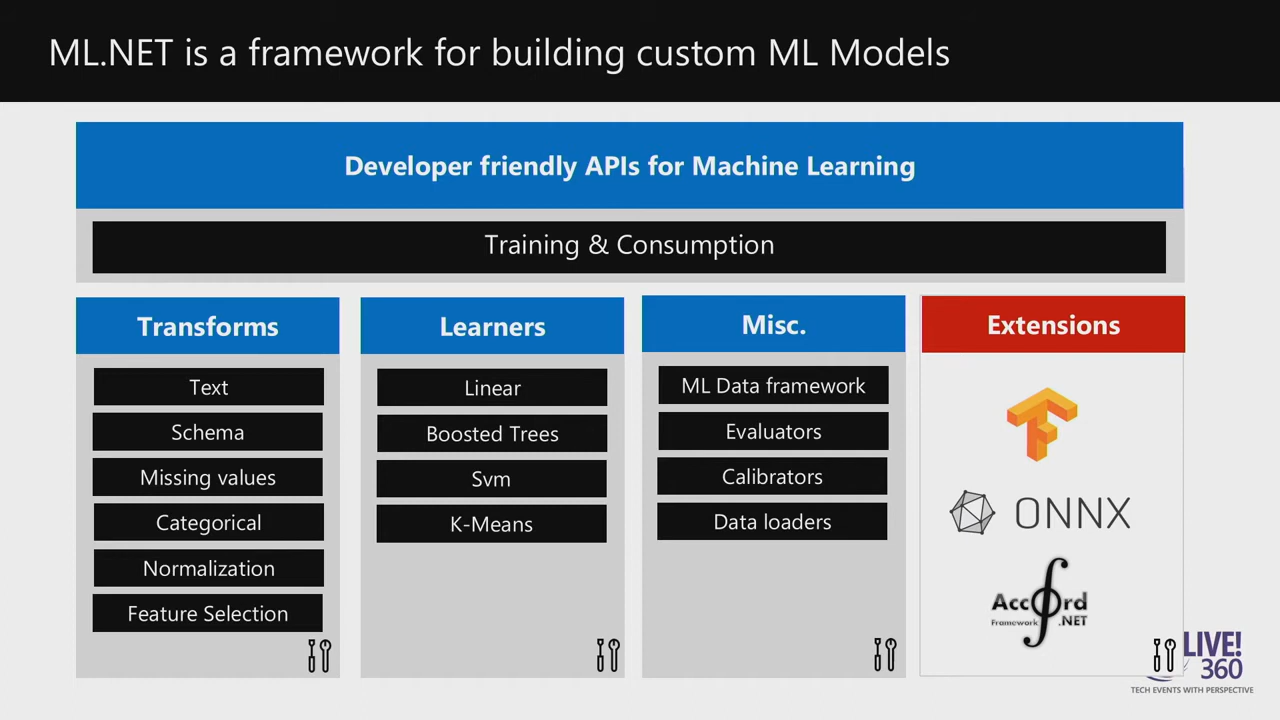 ML.NET is a framework for building custom ML Models
Developer friendly APIs for Machine Learning
Training & Consumption
Transforms
Text
Schema
Missing values
Categorical
Normalization
Feature Selection
Learners
Linear
Boosted Trees
Svm
K-Means
Misc.
ML Data framework
Evaluators
Calibrators
Data loaders
Extensions
ONNX
Accord
Framework .NET
LIVE!
360
TECH EVENTS WITH PERSPECTIVE